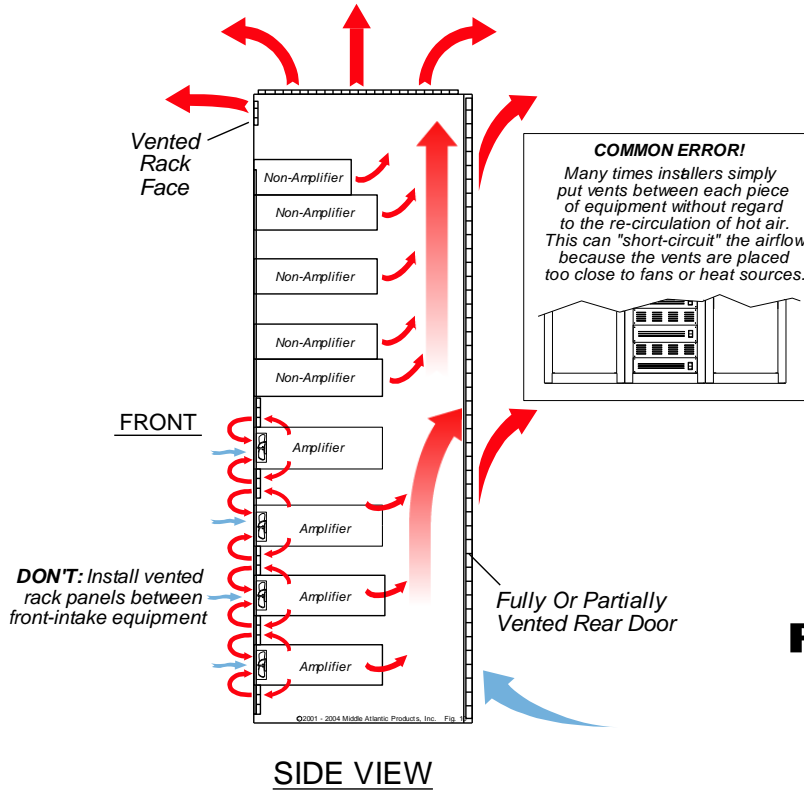 Vented
Rack
Face
Non-Amplifier
Non-Amplifier
Non-Amplifier
Non-Amplifier
Non-Amplifier
COMMON ERROR!
Many times installers simply
put vents between each piece
of equipment without regard
to the re-circulation of hot air.
This can "short-circuit" the airflow
because the vents are placed
too close to fans or heat sources.
FRONT
Amplifier
Amplifier
Amplifier
Amplifier
DON'T: Install vented
rack panels between
front-intake equipment
Fully Or Partially
Vented Rear Door
©2001 - 2004 Middle Atlantic Products, Inc. Fig.
SIDE VIEW